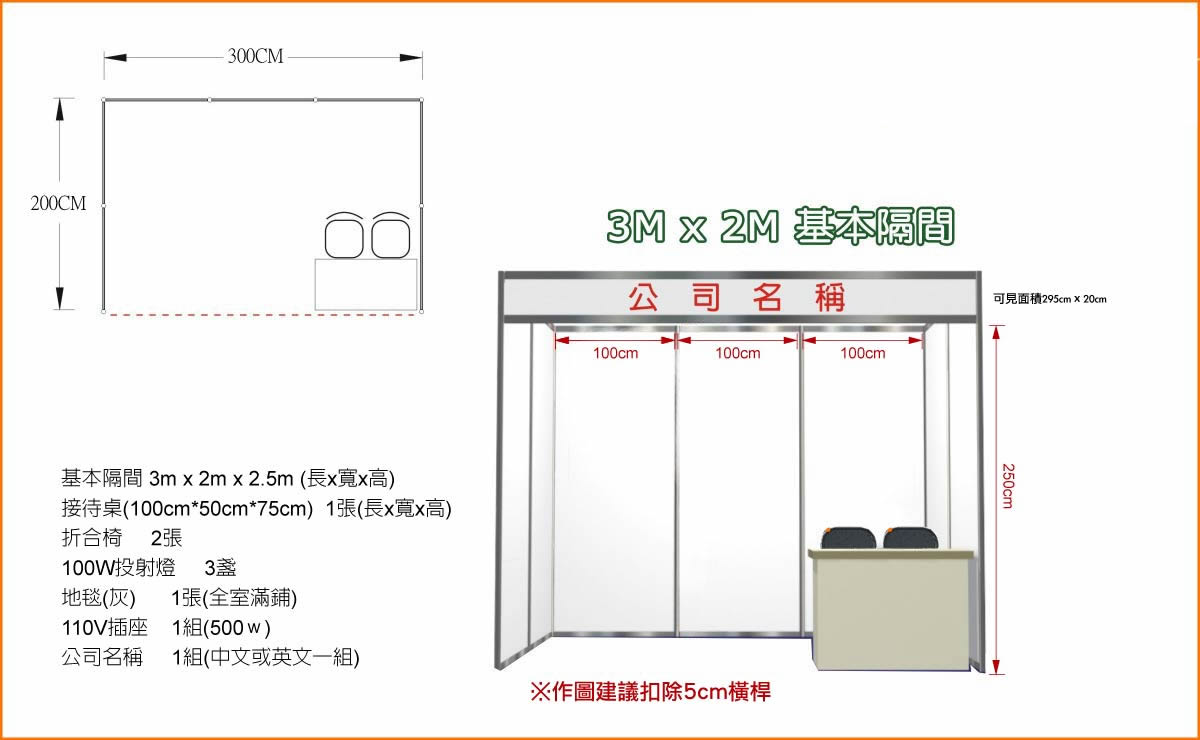 300CM
200CM
3M x 2M 基本隔間
公司名稱
可見面積295cm x 20cm
100cm
100cm
100cm
250cm
基本隔間 3m x 2m x 2.5m (長x寬x高)
接待桌(100cm*50cm*75cm) 1張(長x寬x高)
折合椅 2張
100W投射燈 3盞
地毯(灰) 1張(全室滿鋪)
110V插座 1組(500w)
公司名稱 1組(中文或英文一組)
※作圖建議扣除5cm橫桿